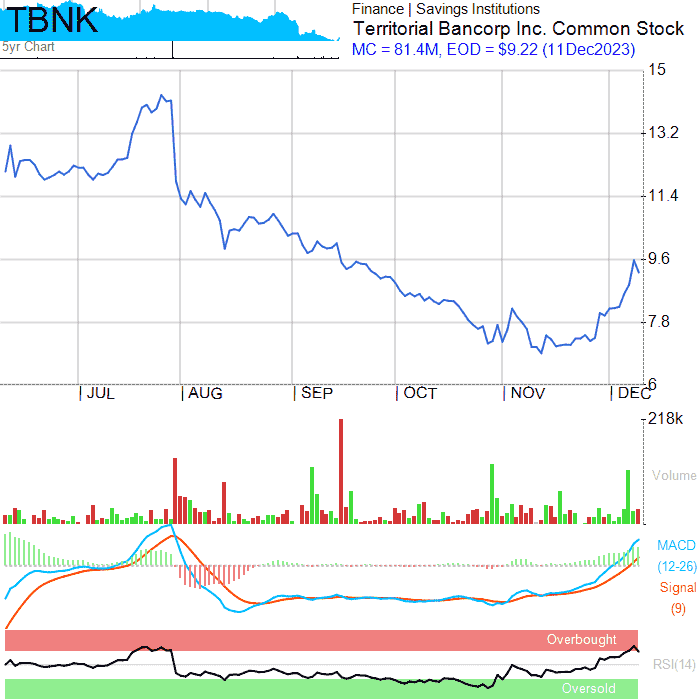 TBNK
5yr Chart
Finance | Savings Institutions
Territorial Bancorp Inc. Common Stock
MC = 81.4M, EOD = $9.22 (11Dec2023)
15
13.2
11.4
9.6
7.8
6
JUL AUG SEP OCT NOV DEC
218k
Volume
MACD
(12-26)
Signal
(9)
Overbought
RSI(14)
Oversold